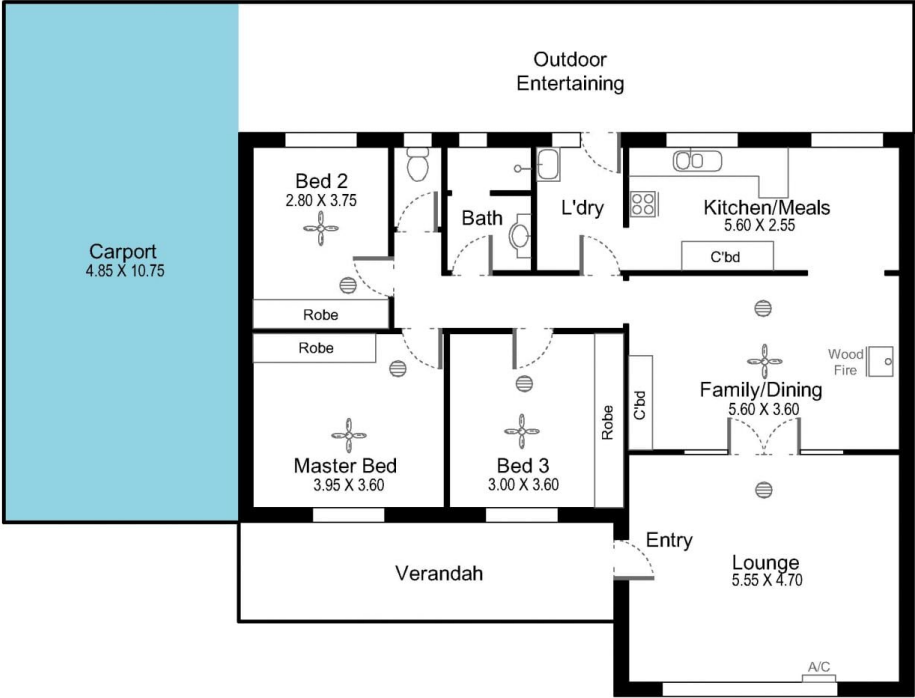 Outdoor
Entertaining
Bed 2
2.80 X 3.75
Bath
L'dry
Kitchen/Meals
5.60 X 2.55
C'bd
Carport
4.85 X 10.75
Robe
Robe
Wood
Fire
Family/Dining
5.60 X 3.60
C'bd
Robe
Master Bed
3.95 X 3.60
Bed 3
3.00 X 3.60
Entry
Lounge
5.55 X 4.70
Verandah
A/C